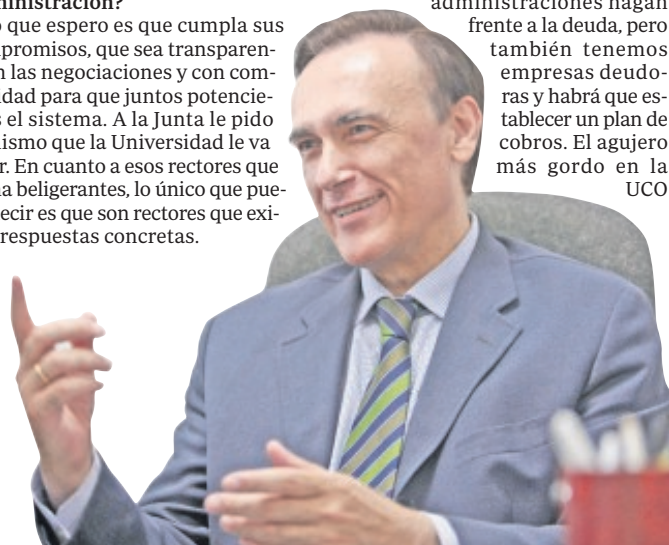 ministración?
o que espero es que cumpla sus
promisos, que sea transparen-
n las negociaciones y con com-
idad para que juntos potencie-
s el sistema. A la Junta le pido
nismo que la Universidad le va
r. En cuanto a esos rectores que
na beligerantes, lo único que pue-
ecir es que son rectores que exi-
respuestas concretas.
administraciones hagan
frente a la deuda, pero
también tenemos
empresas deudo-
ras y habrá que es-
tablecer un plan de
cobros. El agujero
más gordo en la
UCO